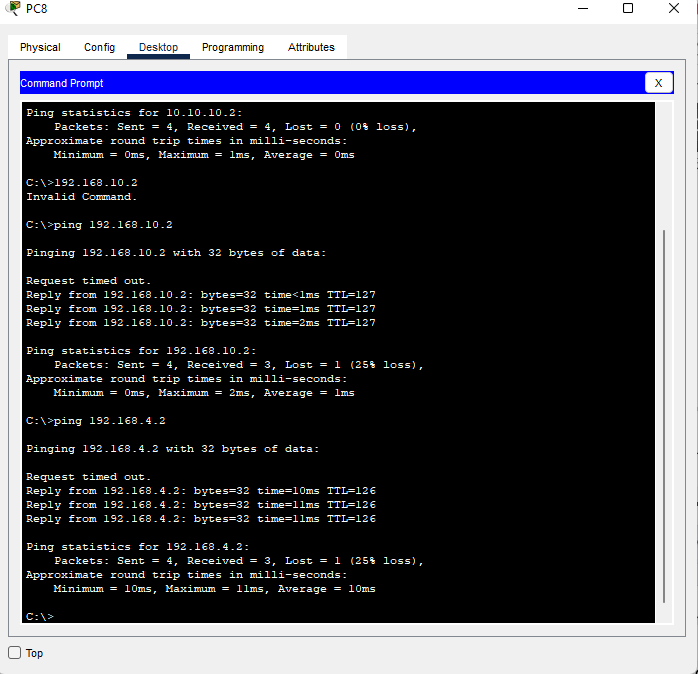 PC8
Physical Config Desktop Programming Attributes
Command Prompt X
Ping statistics for 10.10.10.2:
    Packets: Sent = 4, Received = 4, Lost = 0 (0% loss),
Approximate round trip times in milli-seconds:
    Minimum = 0ms, Maximum = 1ms, Average = 0ms
C:\>192.168.10.2
Invalid Command.
C:\>ping 192.168.10.2
Pinging 192.168.10.2 with 32 bytes of data:
Request timed out.
Reply from 192.168.10.2: bytes=32 time<1ms TTL=127
Reply from 192.168.10.2: bytes=32 time=1ms TTL=127
Reply from 192.168.10.2: bytes=32 time=2ms TTL=127
Ping statistics for 192.168.10.2:
    Packets: Sent = 4, Received = 3, Lost = 1 (25% loss),
Approximate round trip times in milli-seconds:
    Minimum = 0ms, Maximum = 2ms, Average = 1ms
C:\>ping 192.168.4.2
Pinging 192.168.4.2 with 32 bytes of data:
Request timed out.
Reply from 192.168.4.2: bytes=32 time=10ms TTL=126
Reply from 192.168.4.2: bytes=32 time=11ms TTL=126
Reply from 192.168.4.2: bytes=32 time=11ms TTL=126
Ping statistics for 192.168.4.2:
    Packets: Sent = 4, Received = 3, Lost = 1 (25% loss),
Approximate round trip times in milli-seconds:
    Minimum = 10ms, Maximum = 11ms, Average = 10ms
C:\>
Top